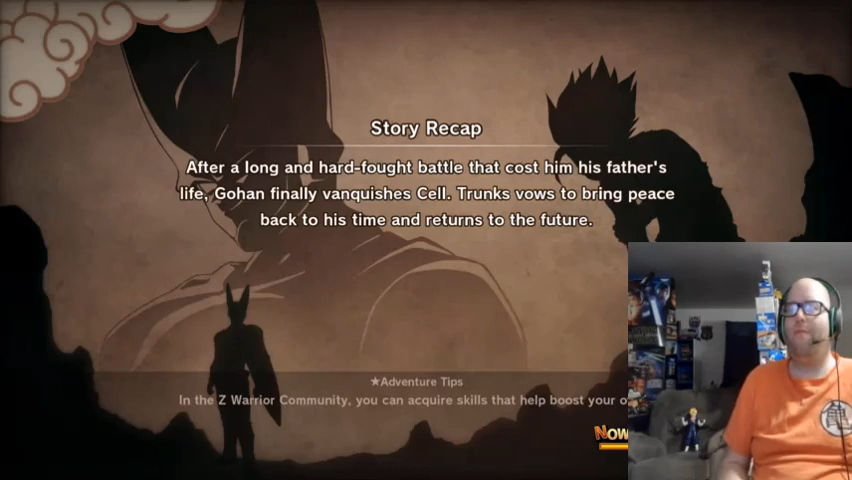 Story Recap
After a long and hard-fought battle that cost him his father's
life, Gohan finally vanquishes Cell. Trunks vows to bring peace
back to his time and returns to the future.
★Adventure Tips
In the Z Warrior Community, you can acquire skills that help boost your o
Now
亀